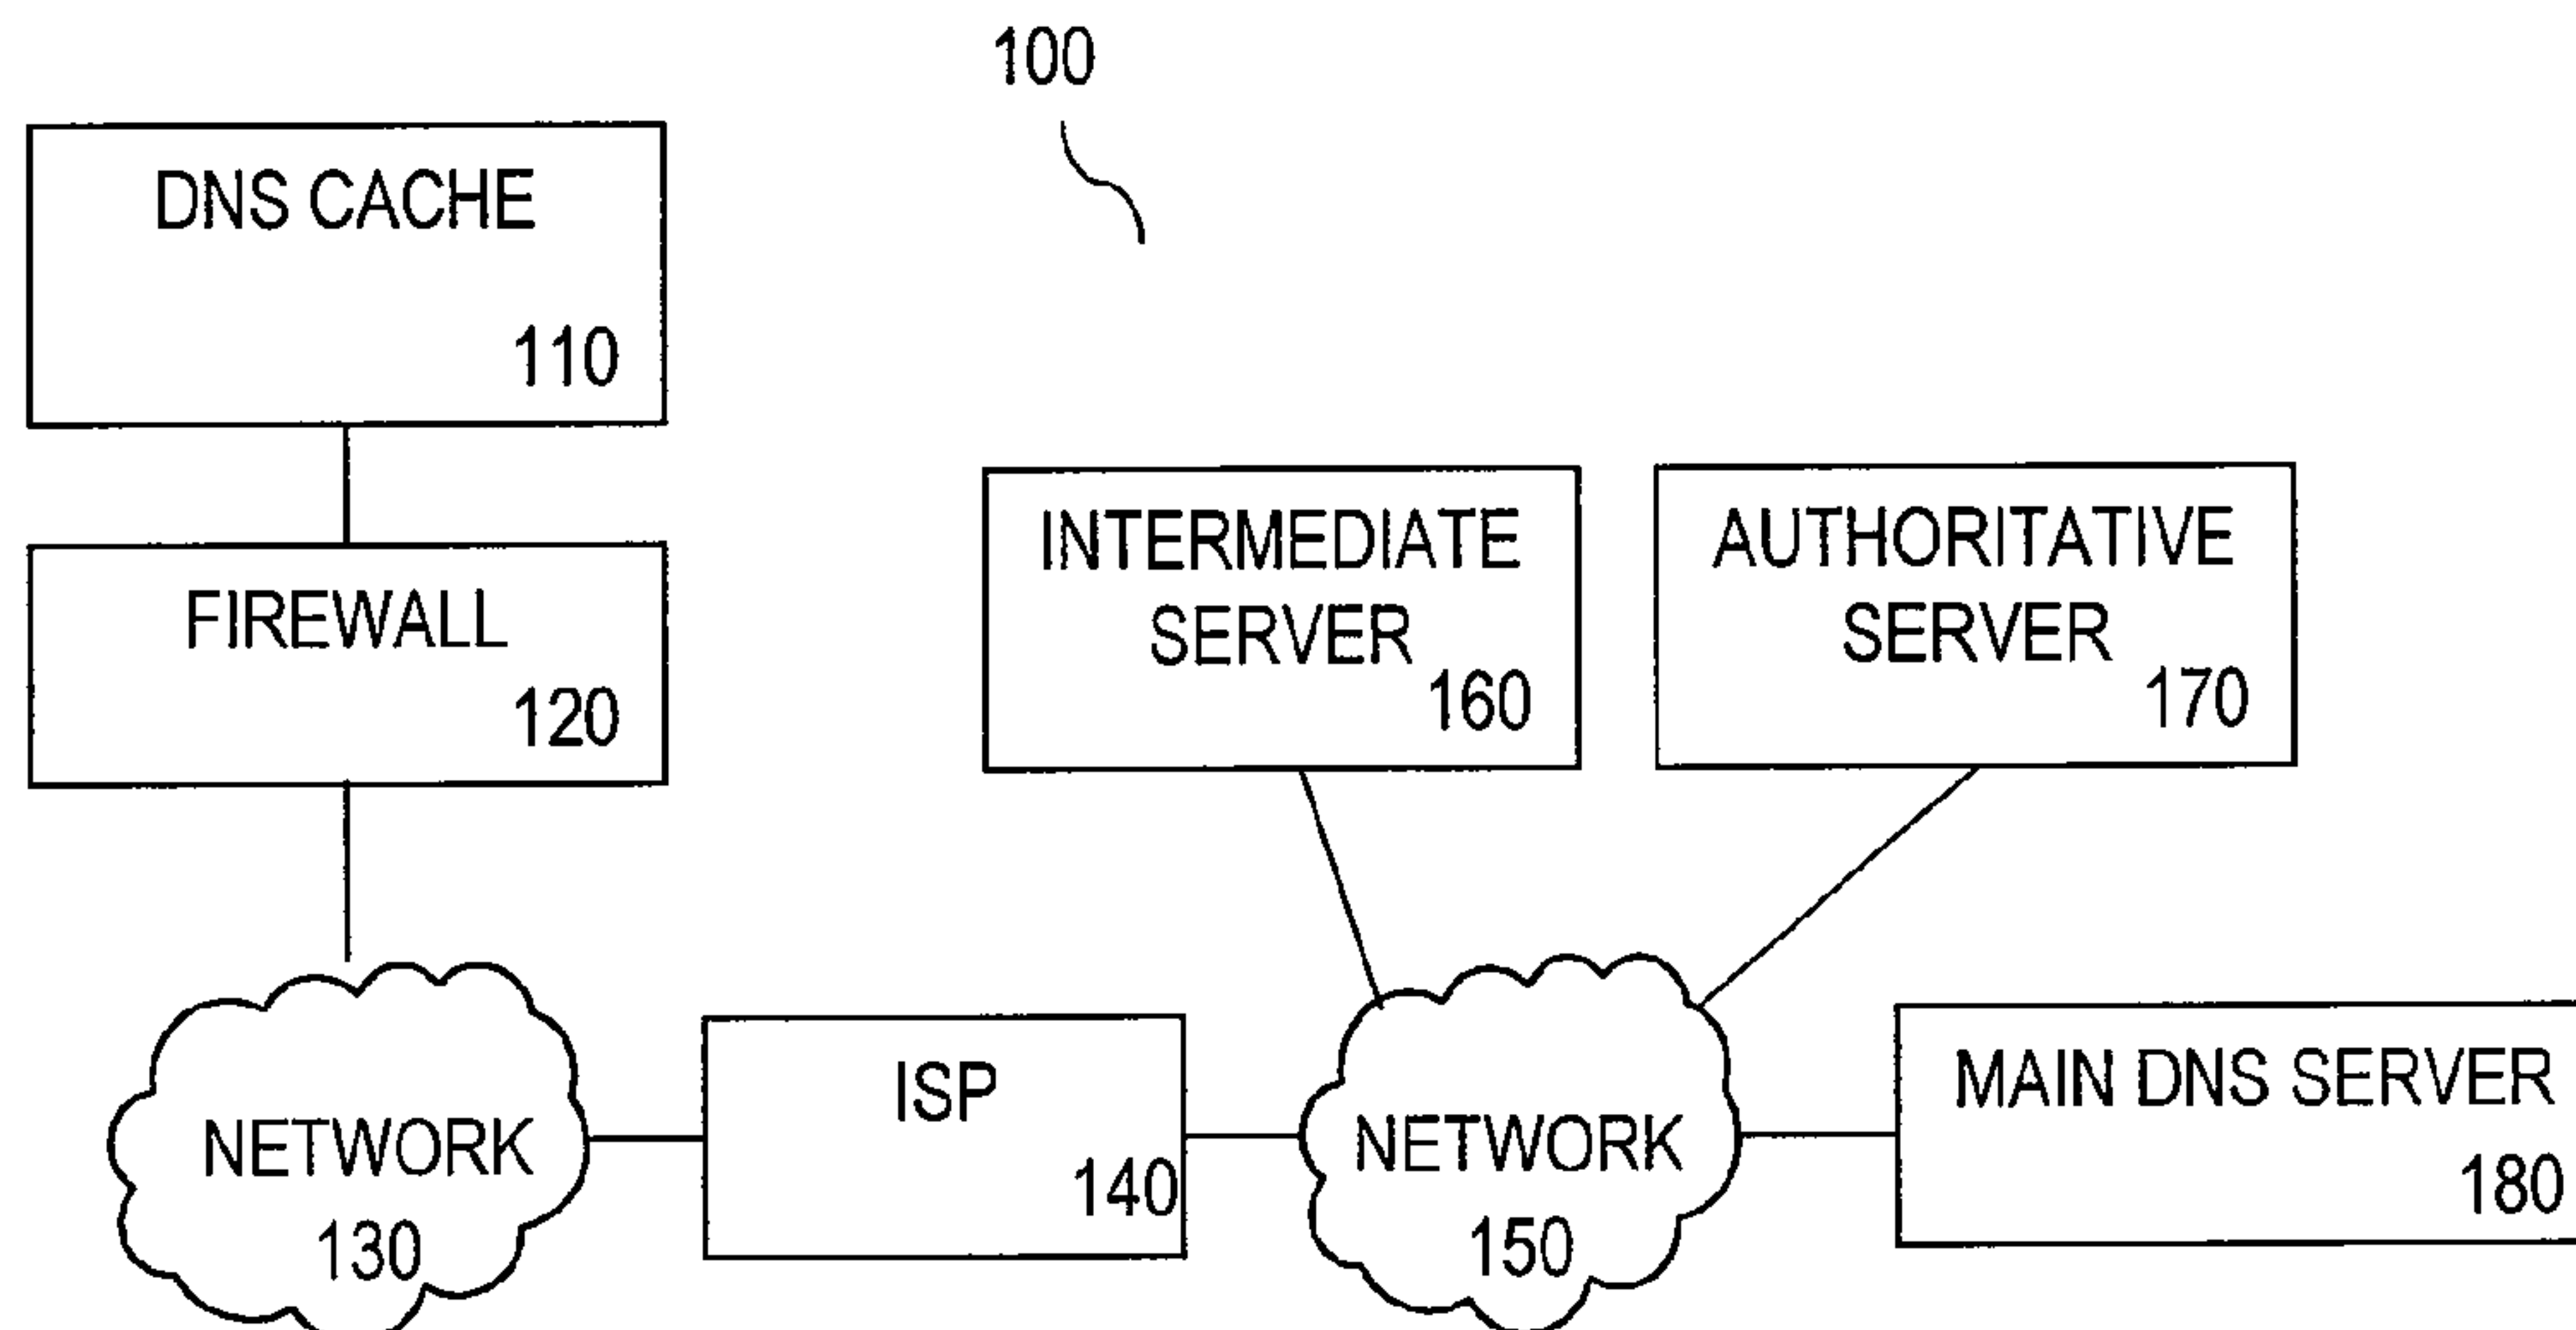 100
DNS CACHE
110
FIREWALL
120
INTERMEDIATE
SERVER
160
AUTHORITATIVE
SERVER
170
NETWORK
130
ISP
140
NETWORK
150
MAIN DNS SERVER
180